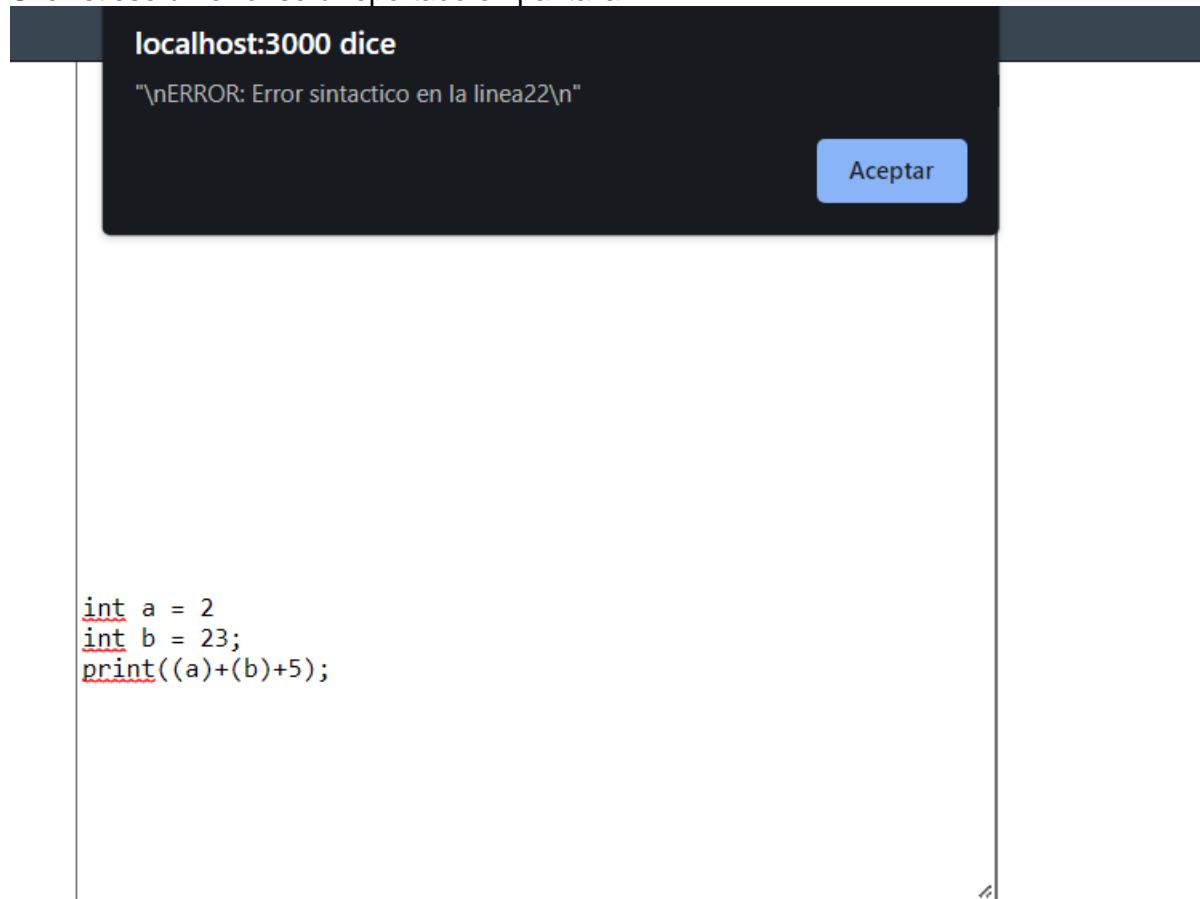 localhost:3000 dice
"\nERROR: Error sintactico en la linea22\n"
Aceptar
int a = 2
int b = 23;
print((a)+(b)+5);